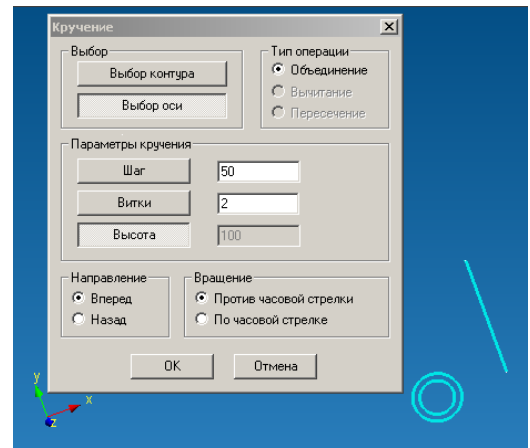 Кручение
Выбор
Выбор контура
Выбор оси
Тип операции
Объединение
Вычитание
Пересечение
Параметры кручения
Шаг
50
Витки
2
Высота
100
Направление
Вперед
Назад
Вращение
Против часовой стрелки
По часовой стрелке
OK
Отмена
y
x
z